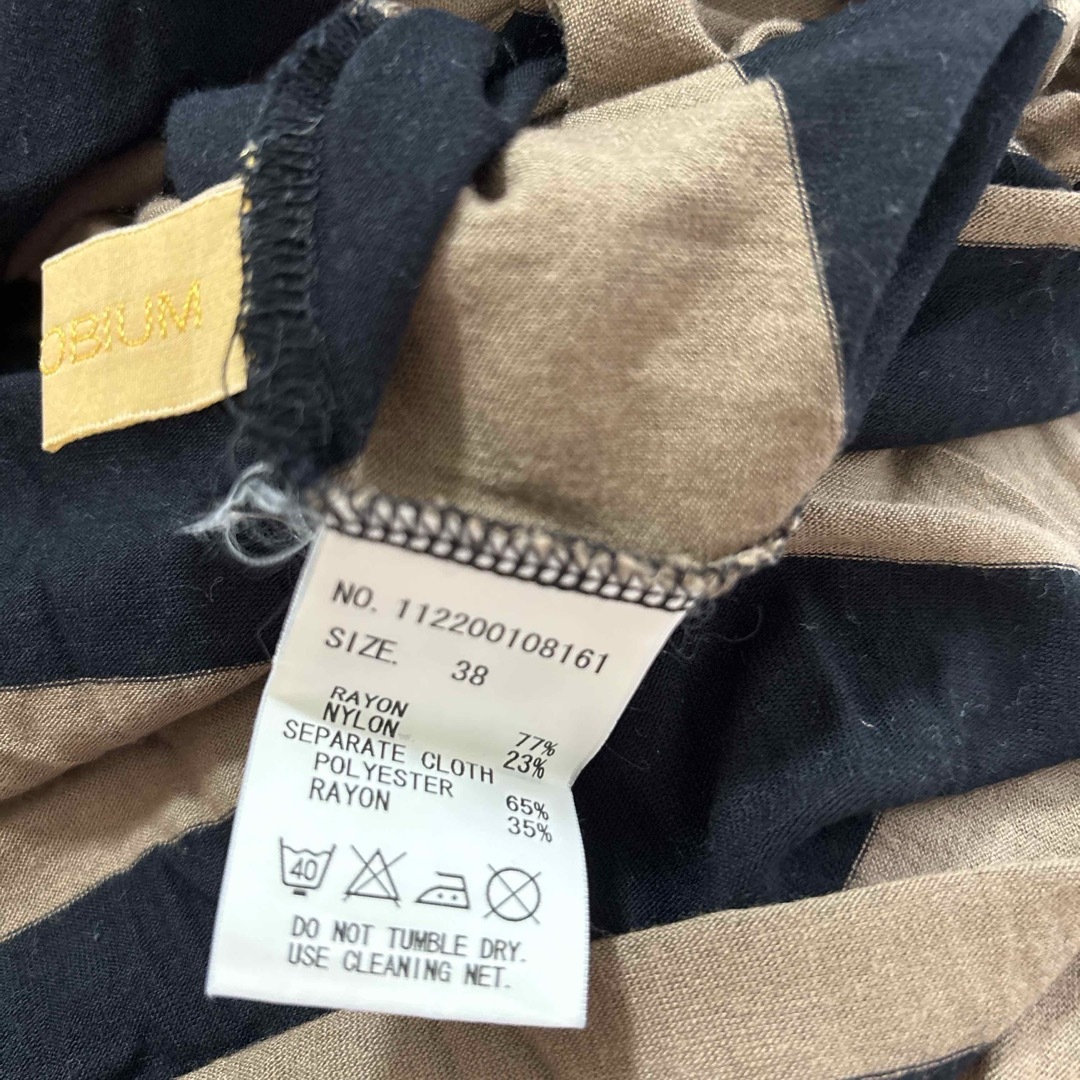 OBIUM
NO. 112200108161
SIZE. 38
RAYON 77%
NYLON 23%
SEPARATE CLOTH
POLYESTER 65%
RAYON 35%
40
DO NOT TUMBLE DRY.
USE CLEANING NET.